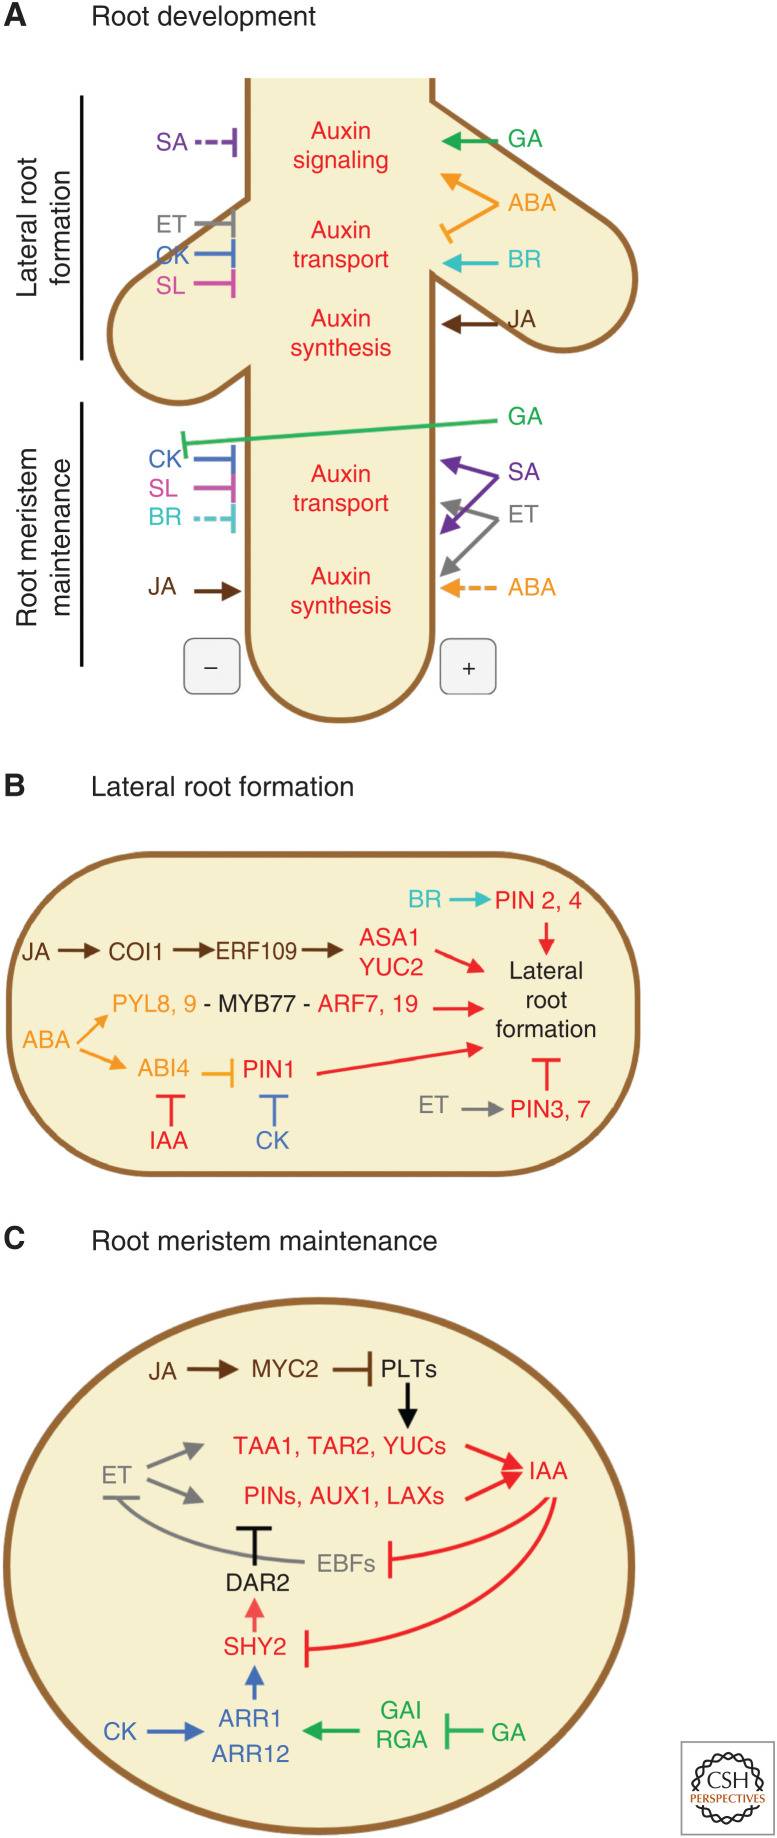 A Root development
Lateral root
formation
SA
Auxin
signaling
GA
ABA
ET
CK
SL
Auxin
transport
BR
Auxin
synthesis
JA
Root meristem
maintenance
GA
CK
SL
BR
Auxin
transport
SA
ET
JA
Auxin
synthesis
ABA
–
+
B Lateral root formation
BR PIN 2, 4
JA COI1 ERF109 ASA1
YUC2
Lateral
root
formation
PYL8, 9 - MYB77 - ARF7, 19
ABA
ABI4 PIN1
ET PIN3, 7
IAA CK
C Root meristem maintenance
JA MYC2 PLTs
TAA1, TAR2, YUCs
ET IAA
PINs, AUX1, LAXs
EBFs
DAR2
SHY2
CK ARR1
ARR12
GAI
RGA
GA
CSH
PERSPECTIVES